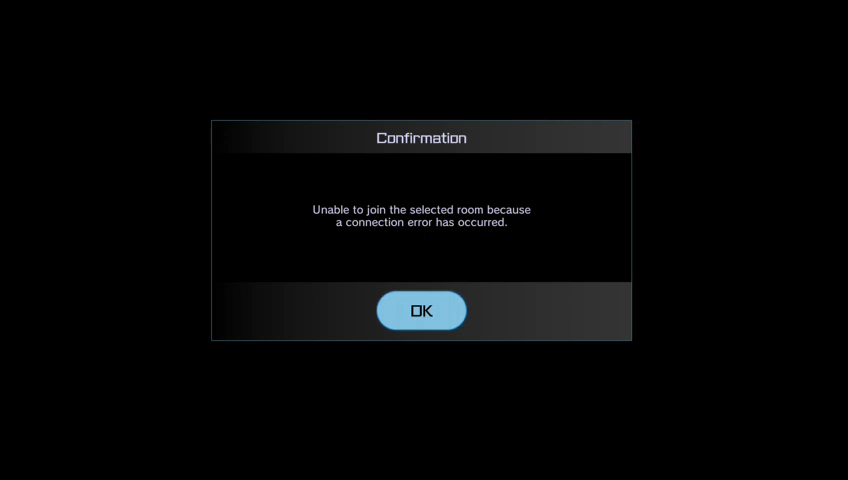 Confirmation
Unable to join the selected room because
a connection error has occurred.
OK